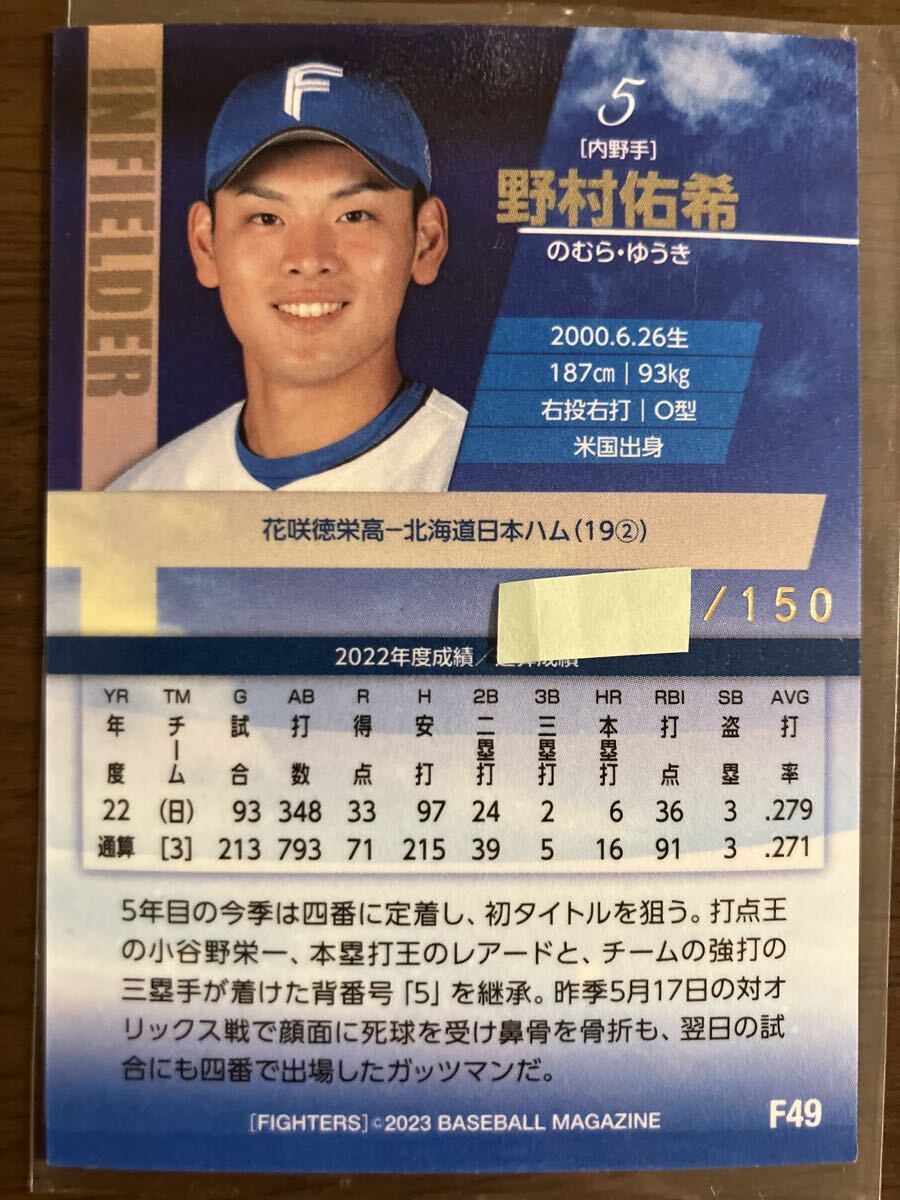 F
INFIELDER
5
[内野手]
野村佑希
のむら・ゆうき
2000.6.26生
187㎝|93㎏
右投右打|O型
米国出身
花咲徳栄高ー北海道日本ハム(19②)
/150
2022年度成績/
YR TM G AB R H 2B 3B HR RBI SB AVG
年度 チーム 試合 打数 得点 安打 二塁打 三塁打 本塁打 打点 盗塁 打率
22 (日) 93 348 33 97 24 2 6 36 3 .279
通算 [3] 213 793 71 215 39 5 16 91 3 .271
5年目の今季は四番に定着し、初タイトルを狙う。打点王
の小谷野栄一、本塁打王のレアードと、チームの強打の
三塁手が着けた背番号「5」を継承。昨季5月17日の対オ
リックス戦で顔面に死球を受け鼻骨を骨折も、翌日の試
合にも四番で出場したガッツマンだ。
[FIGHTERS]©2023 BASEBALL MAGAZINE
F49